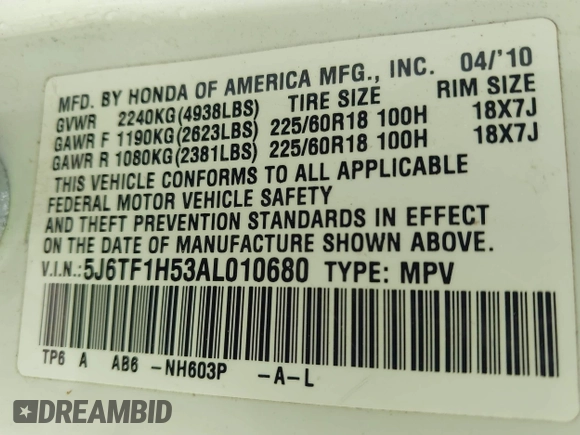 MFD. BY HONDA OF AMERICA MFG., INC. 04/'10
GVWR 2240KG(4938LBS) TIRE SIZE RIM SIZE
GAWR F 1190KG(2623LBS) 225/60R18 100H 18X7J
GAWR R 1080KG(2381LBS) 225/60R18 100H 18X7J
THIS VEHICLE CONFORMS TO ALL APPLICABLE
FEDERAL MOTOR VEHICLE SAFETY
AND THEFT PREVENTION STANDARDS IN EFFECT
ON THE DATE OF MANUFACTURE SHOWN ABOVE.
V.I.N.: 5J6TF1H53AL010680 TYPE: MPV
TP6 A AB6 -NH603P -A-L
DREAMBID